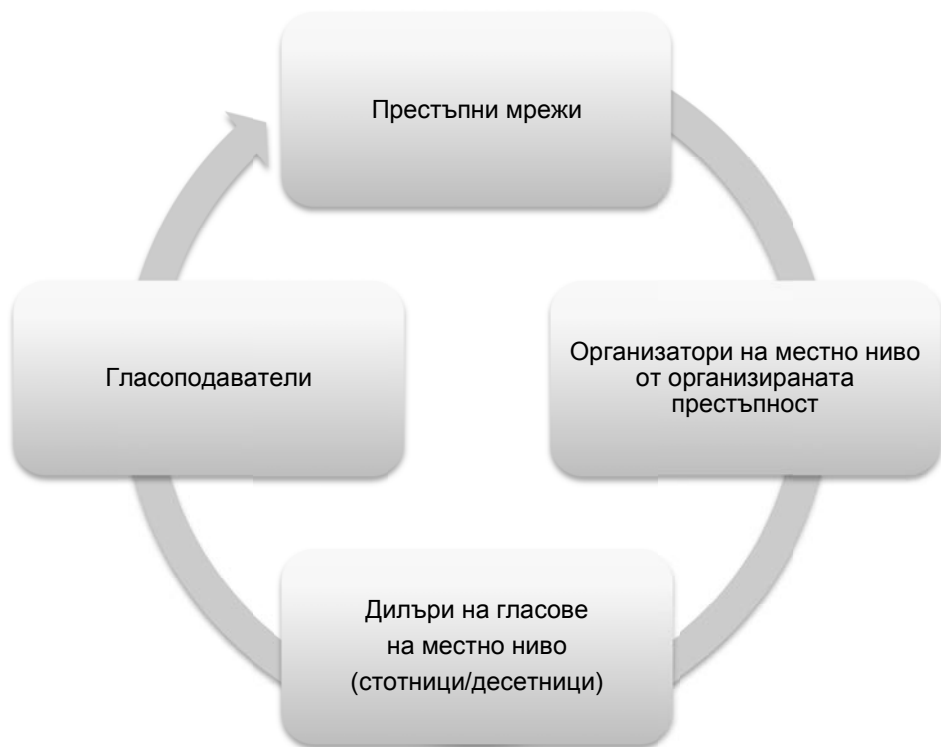 Престъпни мрежи
Организатори на местно ниво
от организираната
престъпност
Дилъри на гласове
на местно ниво
(стотници/десетници)
Гласоподаватели